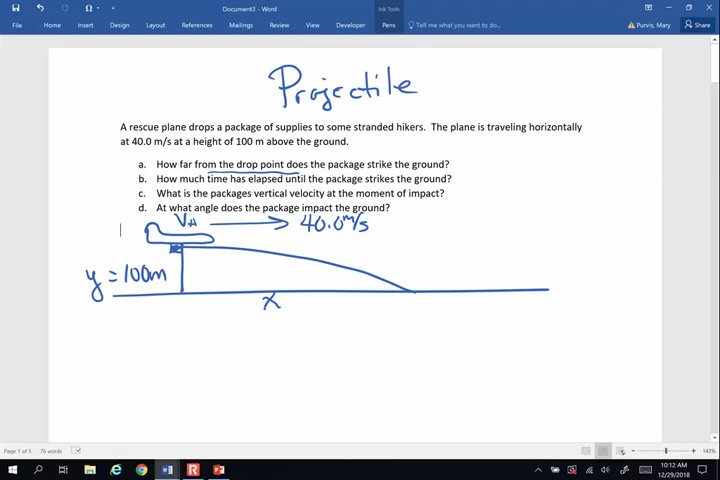 Document3 - Word
Ink Tools
Purvis, Mary
File Home Insert Design Layout References Mailings Review View Developer Pens Tell me what you want to do... Share
Projectile
A rescue plane drops a package of supplies to some stranded hikers. The plane is traveling horizontally
at 40.0 m/s at a height of 100 m above the ground.
a. How far from the drop point does the package strike the ground?
b. How much time has elapsed until the package strikes the ground?
c. What is the packages vertical velocity at the moment of impact?
d. At what angle does the package impact the ground?
VH 40.0 m/s
y = 100m
x
Page 1 of 5 76 words 143%
10:12 AM
12/29/2018